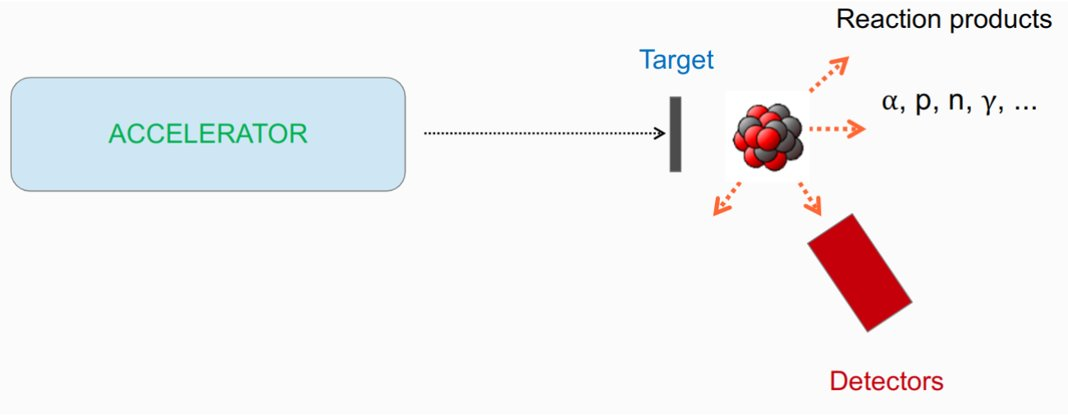 Reaction products
Target
α, p, n, γ, ...
ACCELERATOR
Detectors